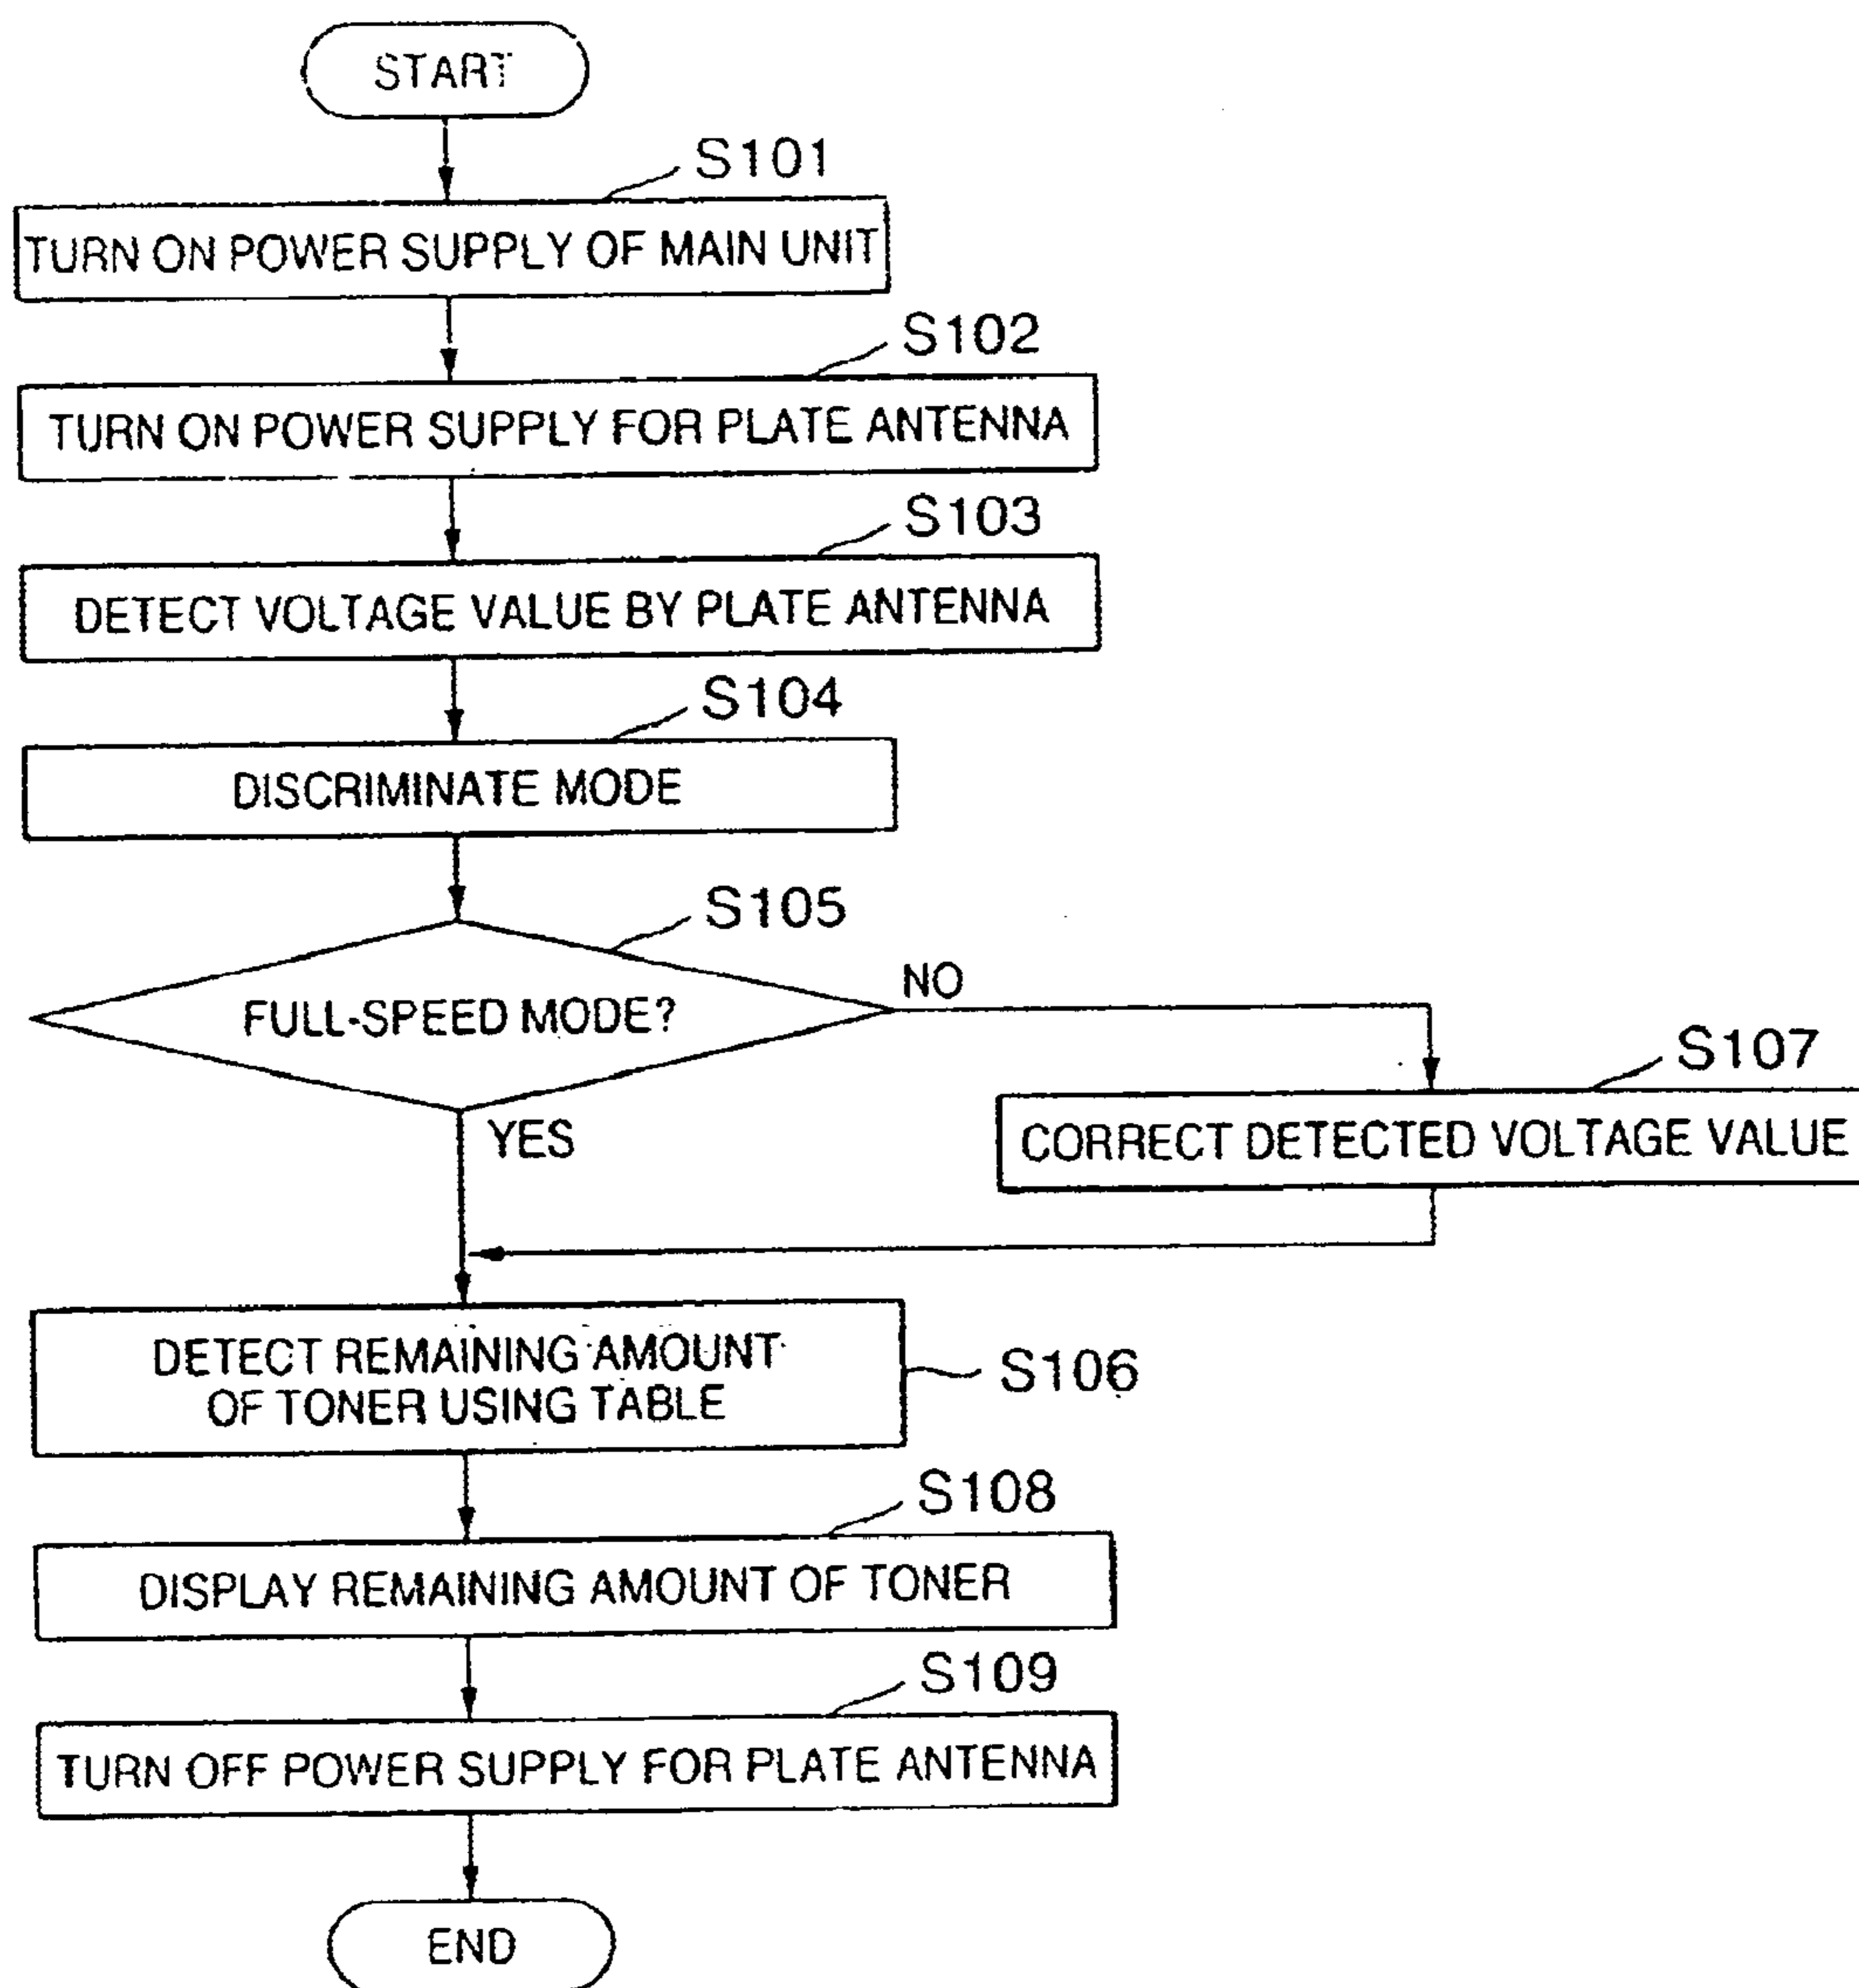 START
S101
TURN ON POWER SUPPLY OF MAIN UNIT
S102
TURN ON POWER SUPPLY FOR PLATE ANTENNA
S103
DETECT VOLTAGE VALUE BY PLATE ANTENNA
S104
DISCRIMINATE MODE
S105
FULL-SPEED MODE?
NO
S107
CORRECT DETECTED VOLTAGE VALUE
YES
DETECT REMAINING AMOUNT
OF TONER USING TABLE
S106
S108
DISPLAY REMAINING AMOUNT OF TONER
S109
TURN OFF POWER SUPPLY FOR PLATE ANTENNA
END